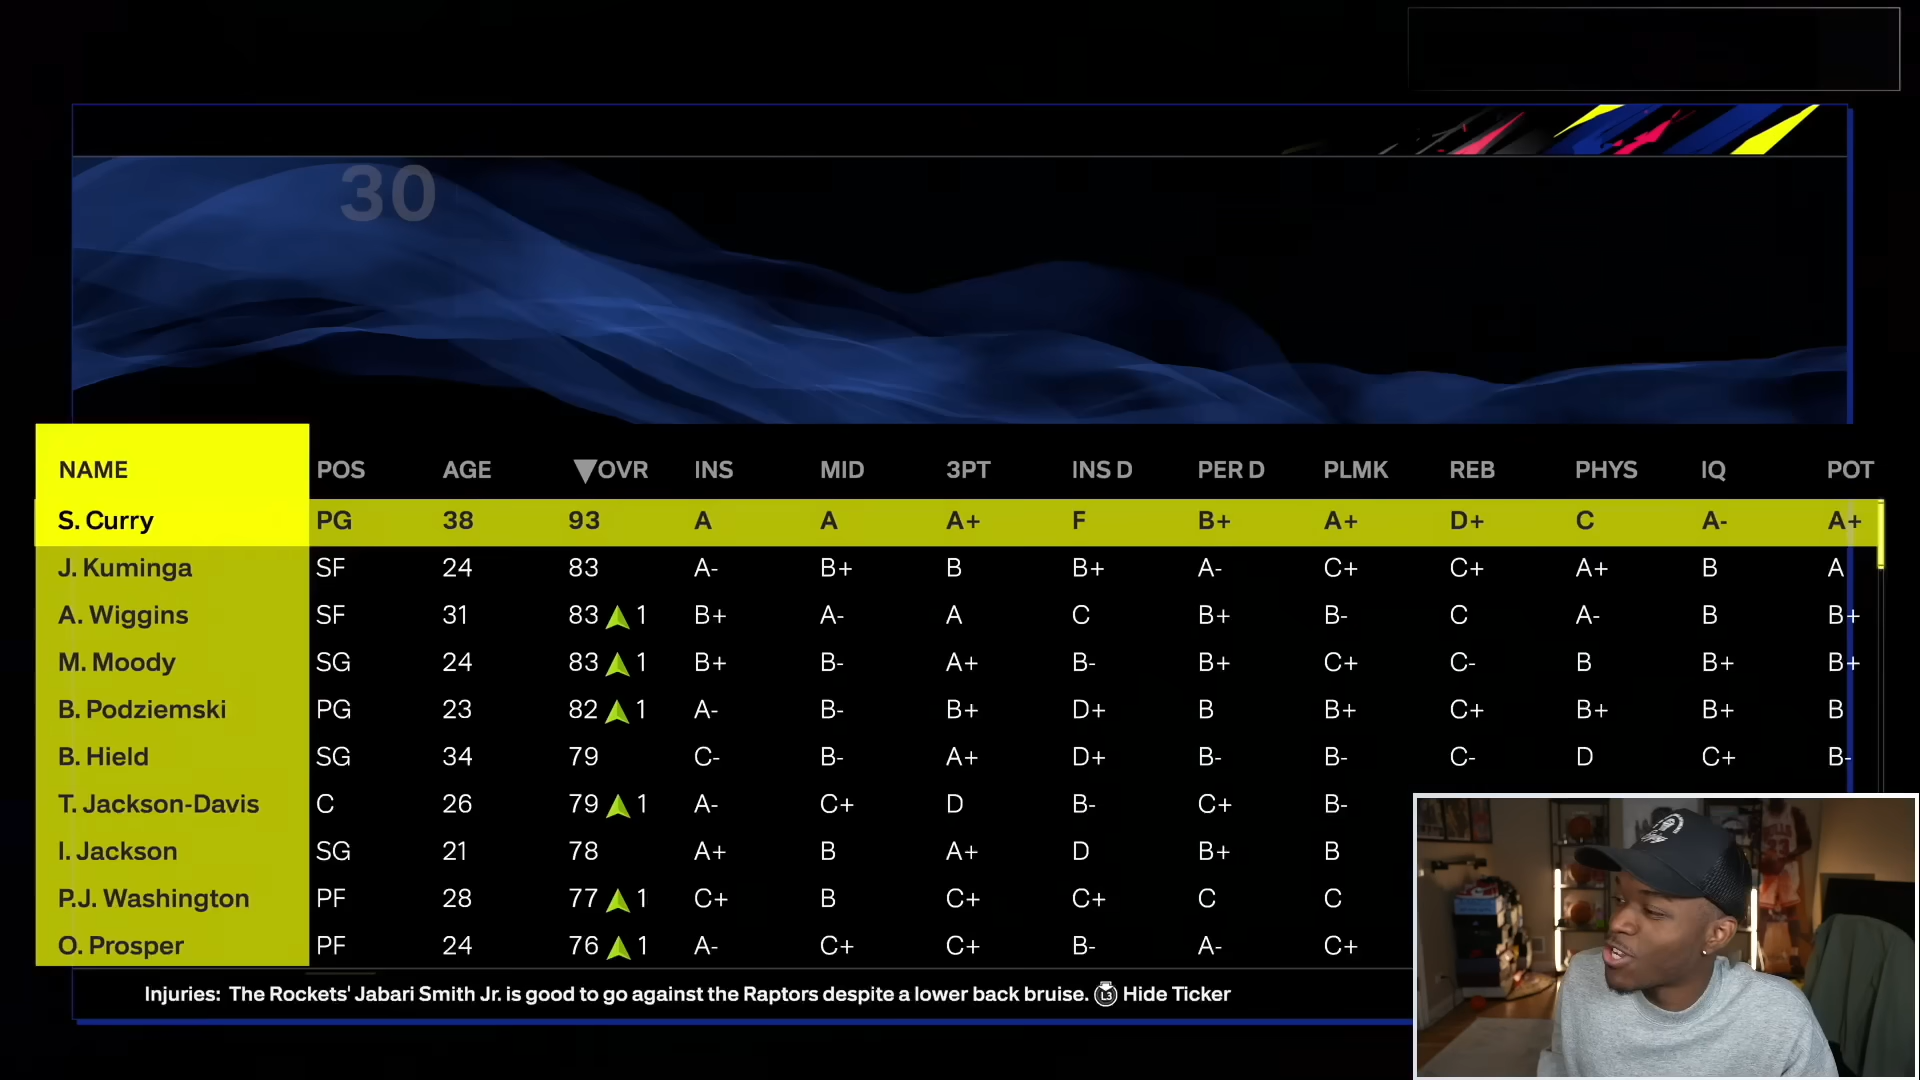 30
NAME POS AGE OVR INS MID 3PT INS D PER D PLMK REB PHYS IQ POT
S. Curry PG 38 93 A A A+ F B+ A+ D+ C A- A+
J. Kuminga SF 24 83 A- B+ B B+ A- C+ C+ A+ B A
A. Wiggins SF 31 83 1 B+ A- A C B+ B- C A- B B+
M. Moody SG 24 83 1 B+ B- A+ B- B+ C+ C- B B+ B+
B. Podziemski PG 23 82 1 A- B- B+ D+ B B+ C+ B+ B+ B
B. Hield SG 34 79 C- B- A+ D+ B- B- C- D C+ B-
T. Jackson-Davis C 26 79 1 A- C+ D B- C+ B-
I. Jackson SG 21 78 A+ B A+ D B+ B
P.J. Washington PF 28 77 1 C+ B C+ C+ C C
O. Prosper PF 24 76 1 A- C+ C+ B- A- C+
Injuries: The Rockets' Jabari Smith Jr. is good to go against the Raptors despite a lower back bruise. L3 Hide Ticker